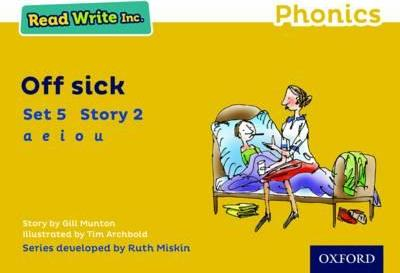 Read Write Inc.
Phonics
Off sick
Set 5 Story 2
a e i o u
Story by Gill Munton
Illustrated by Tim Archbold
Series developed by Ruth Miskin
OXFORD